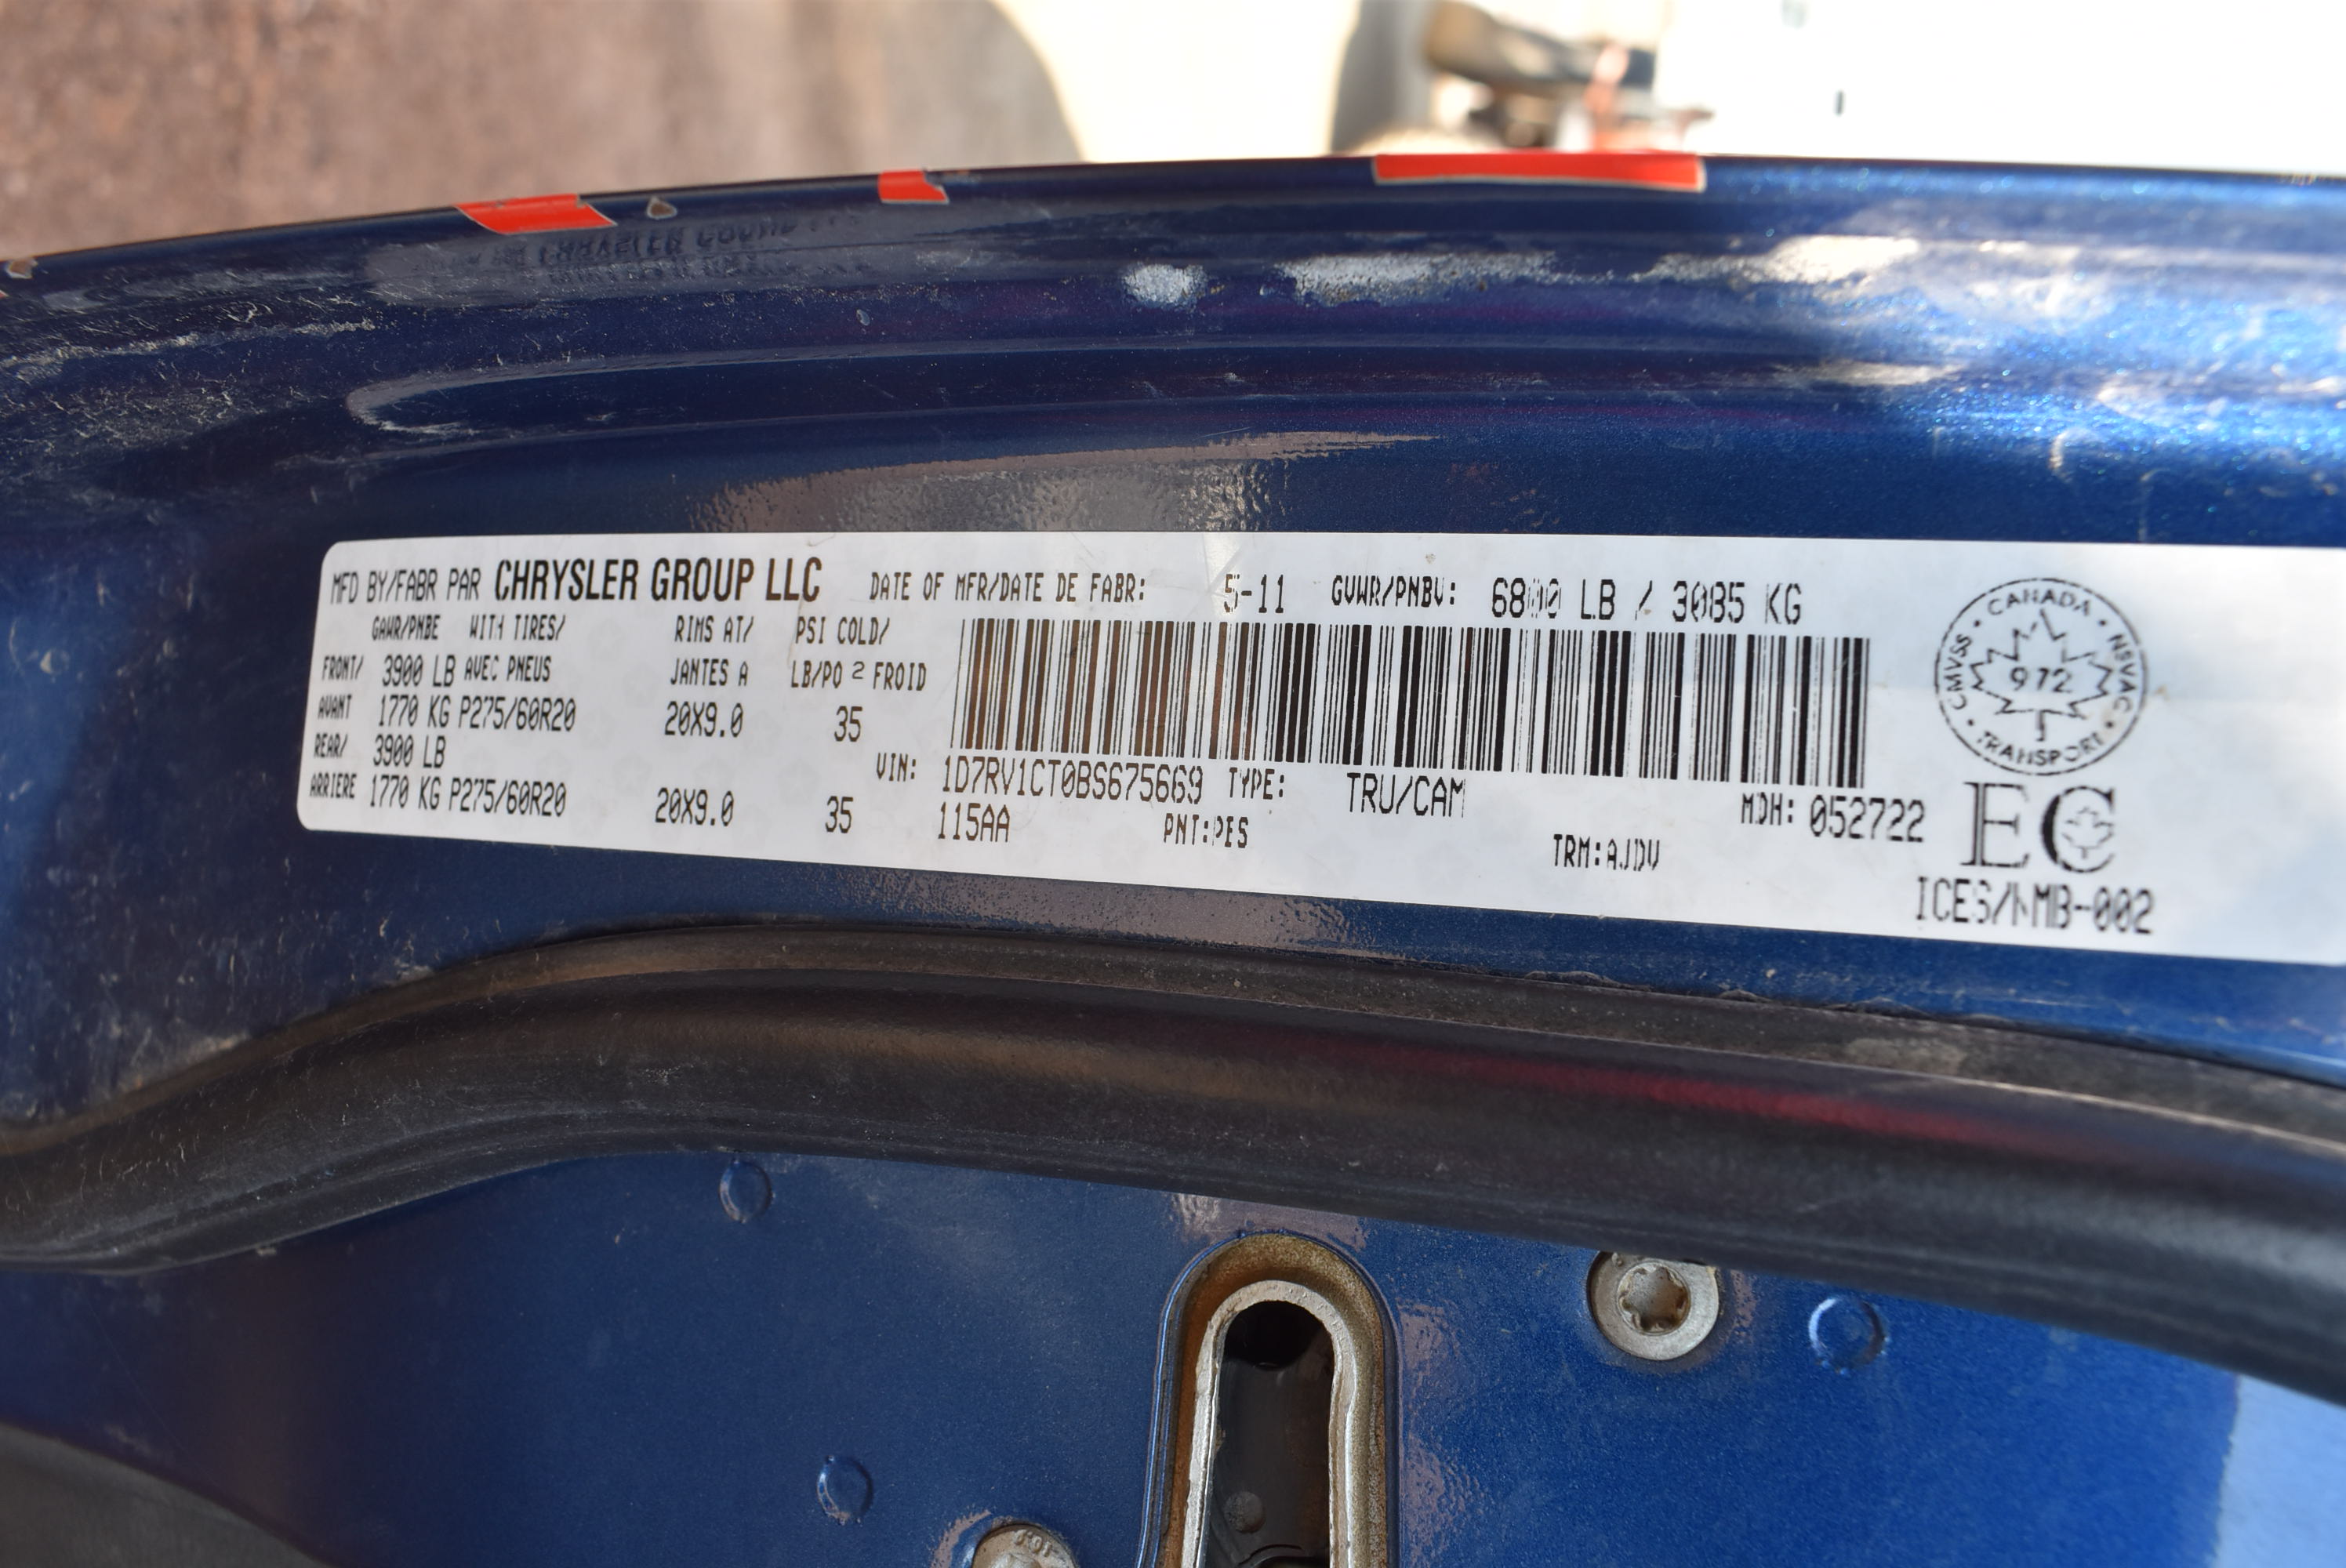 MFD BY/FABR PAR CHRYSLER GROUP LLC DATE OF MFR/DATE DE FABR: 5-11 GVWR/PNBV: 6800 LB / 3085 KG
GAWR/PNBE WITH TIRES/ RIMS AT/ PSI COLD/
FRONT/ 3900 LB AVEC PNEUS JANTES A LB/PO 2 FROID
AVANT 1770 KG P275/60R20 20X9.0 35
REAR/ 3900 LB
ARRIERE 1770 KG P275/60R20 20X9.0 35
VIN: 1D7RV1CT0BS675669 TYPE: TRU/CAM MDH: 052722
115AA PNT:PES TRM:AJDV
CANADA
CMVSS
NSVAC
972
TRANSPORT
EC
ICES/NMB-002